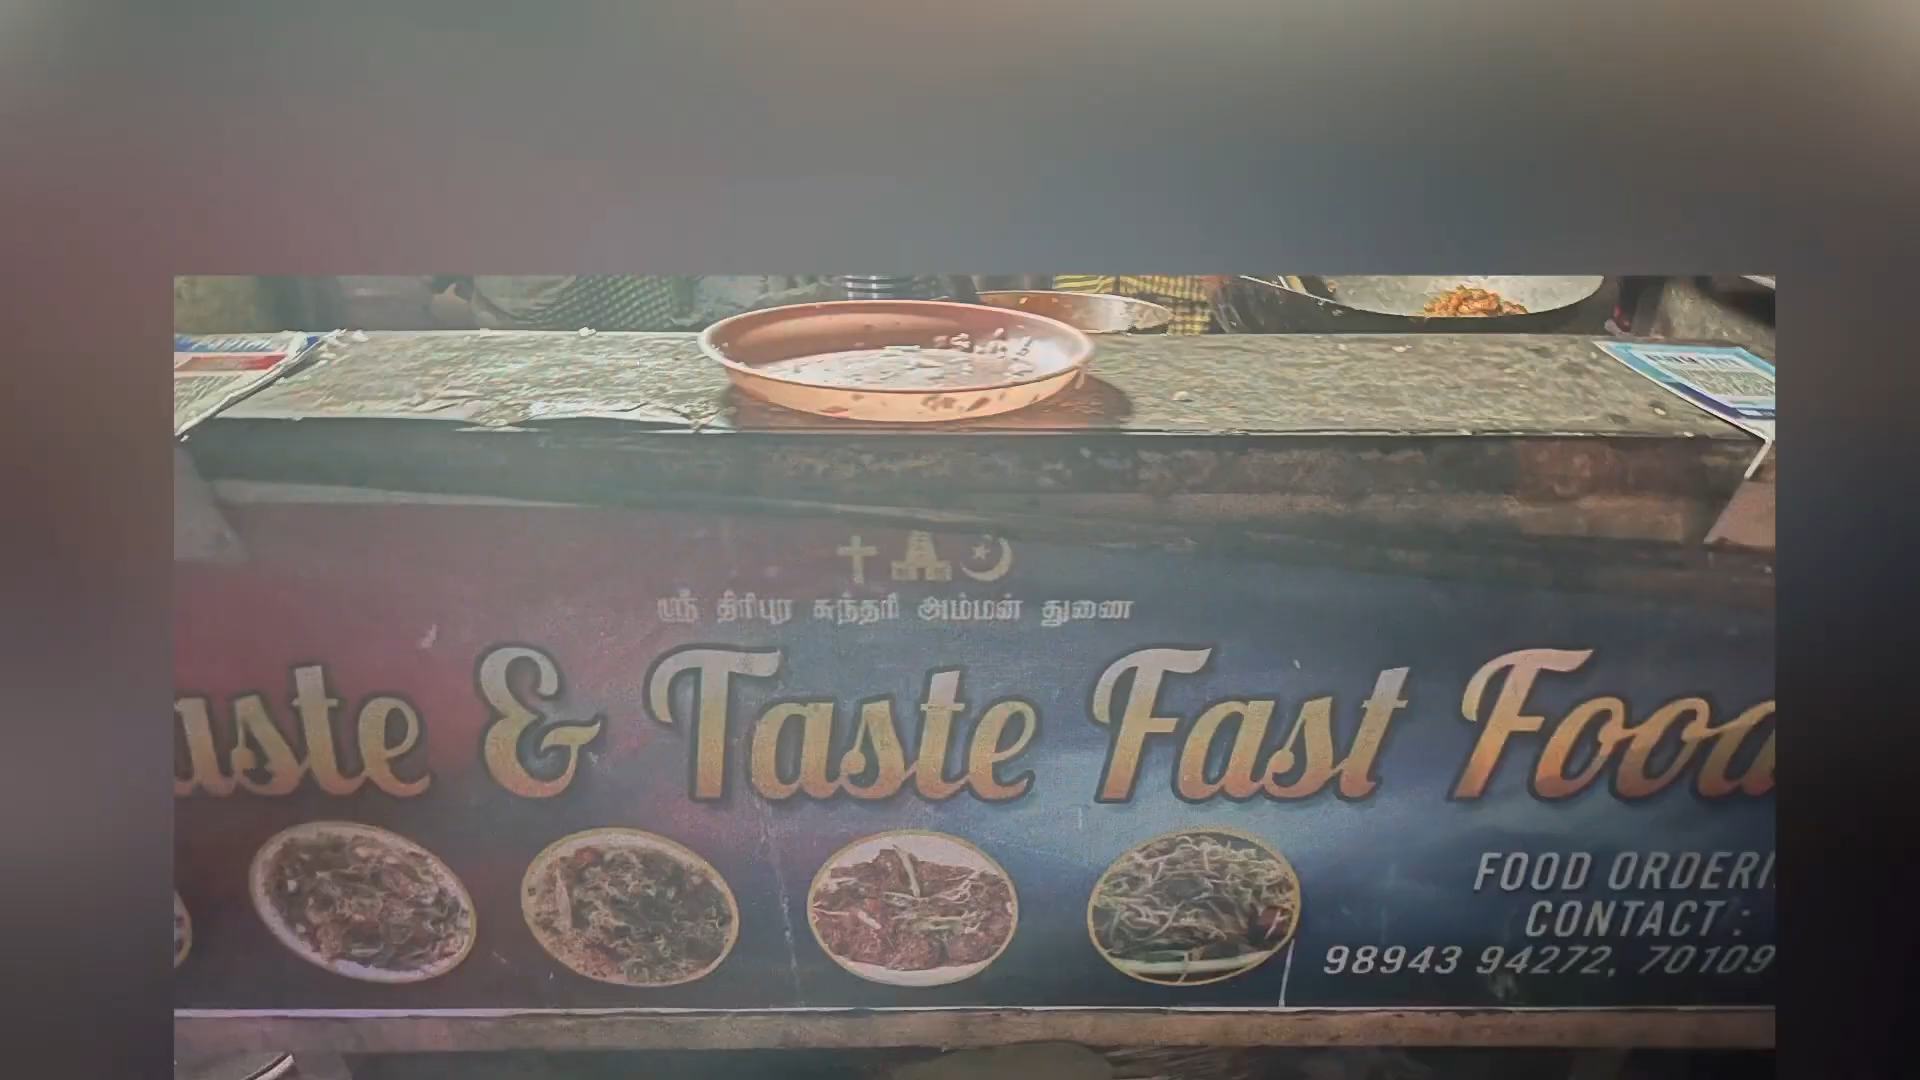 ஸ்ரீ திரிபுர சுந்தரி அம்மன் துணை
aste & Taste Fast Food
FOOD ORDERI
CONTACT :
98943 94272, 70109